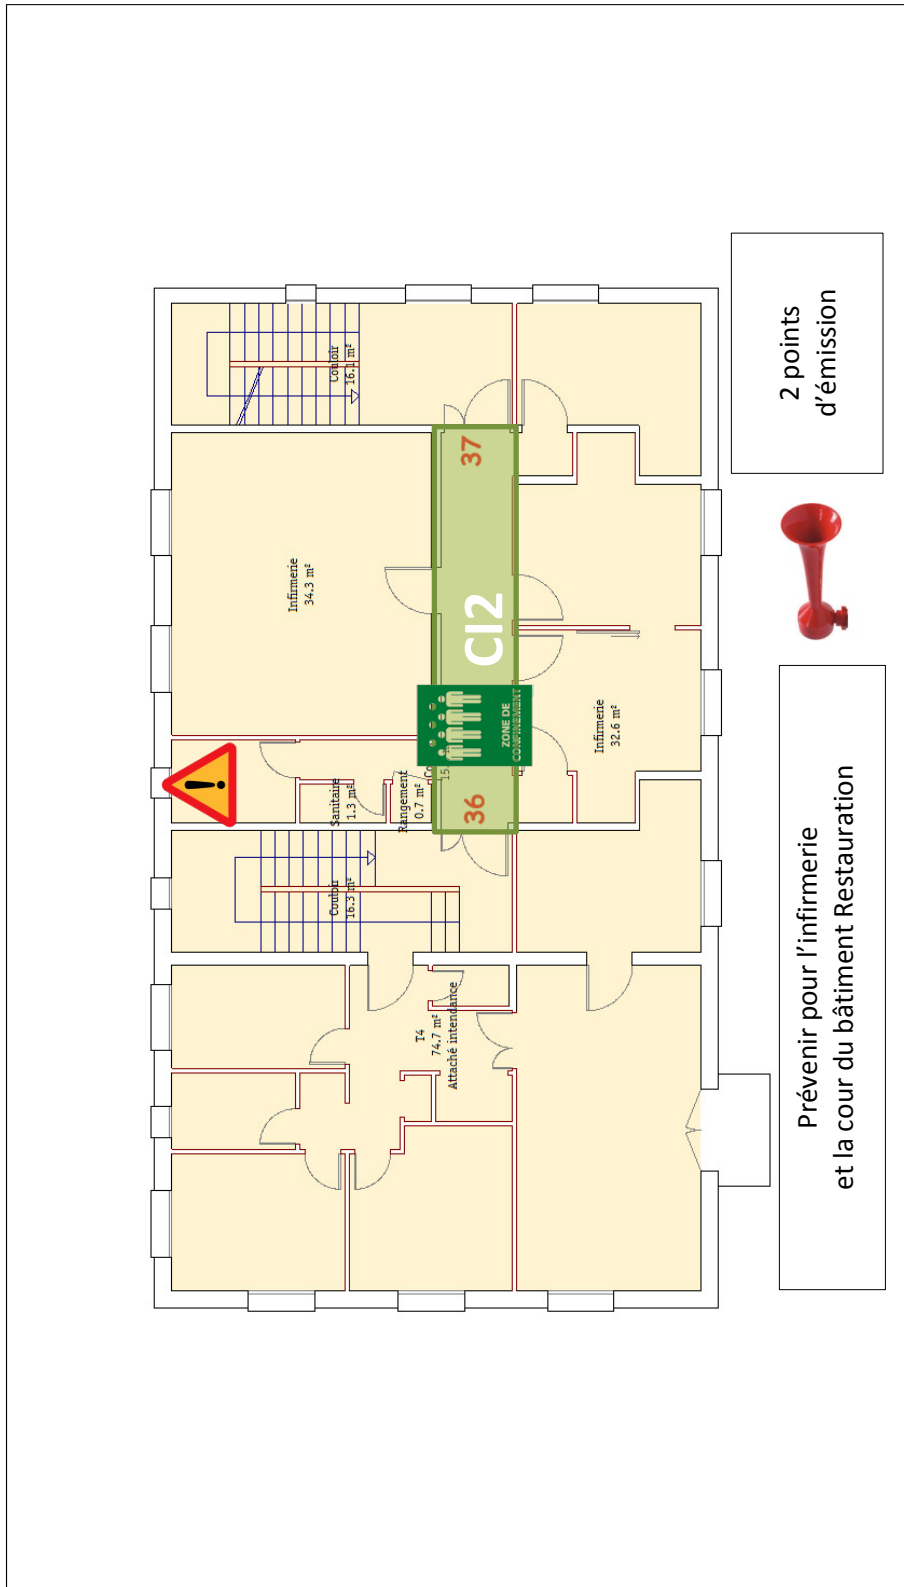 Couloir
16.1 m²
Infirmerie
34.3 m²
37
CI2
ZONE DE
CONFINEMENT
36
Sanitaire
1.3 m²
Rangement
0.7 m²
Infirmerie
32.6 m²
Couloir
16.3 m²
T4
74.7 m²
Attaché intendance
2 points
d'émission
Prévenir pour l'infirmerie
et la cour du bâtiment Restauration